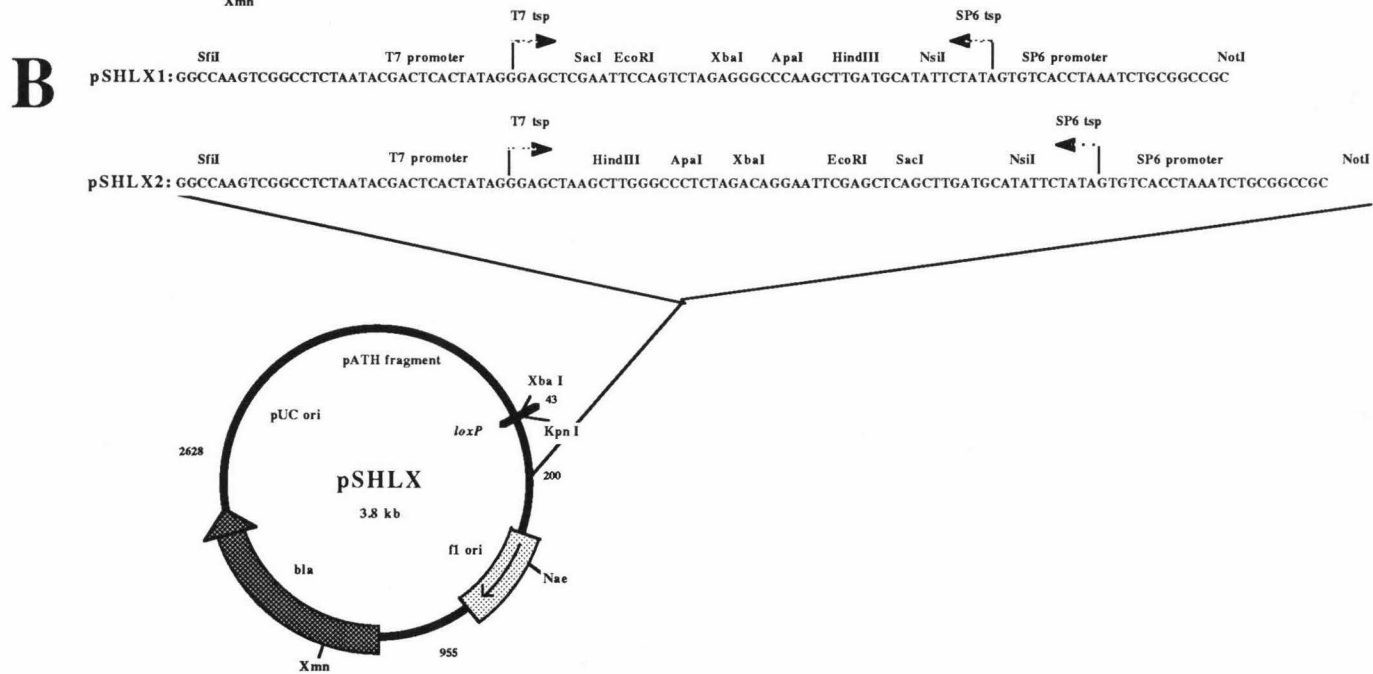 Xmn
B
T7 tsp SP6 tsp
SfiI T7 promoter SacI EcoRI XbaI ApaI HindIII NsiI SP6 promoter NotI
pSHLX1: GGCCAAGTCGGCCTCTAATACGACTCACTATAGGGAGCTCGAATTCCAGTCTAGAGGGCCCAAGCTTGATGCATATTCTATAGTGTCACCTAAATCTGCGGCCGC
T7 tsp SP6 tsp
SfiI T7 promoter HindIII ApaI XbaI EcoRI SacI NsiI SP6 promoter NotI
pSHLX2: GGCCAAGTCGGCCTCTAATACGACTCACTATAGGGAGCTAAGCTTGGGCCCTCTAGACAGGAATTCGAGCTCAGCTTGATGCATATTCTATAGTGTCACCTAAATCTGCGGCCGC
pATH fragment
Xba I
43
pUC ori
loxP
Kpn I
2628
pSHLX
200
3.8 kb
f1 ori
bla
Nae
955
Xmn